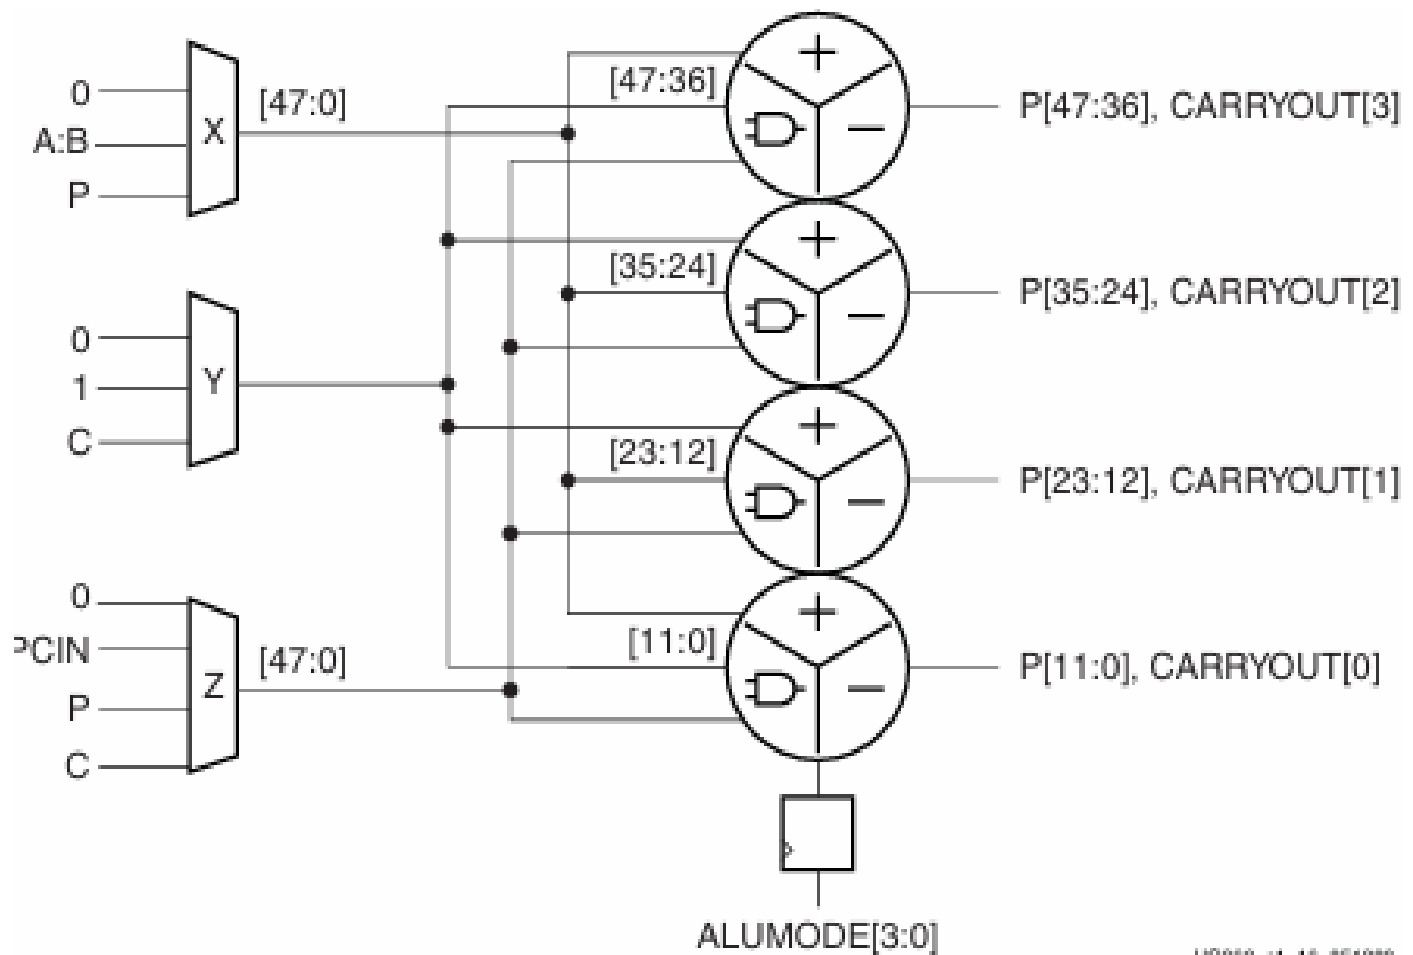 0
A:B
P
X
[47:0]
0
1
C
Y
0
PCIN
P
C
Z
[47:0]
[47:36]
P[47:36], CARRYOUT[3]
[35:24]
P[35:24], CARRYOUT[2]
[23:12]
P[23:12], CARRYOUT[1]
[11:0]
P[11:0], CARRYOUT[0]
ALUMODE[3:0]